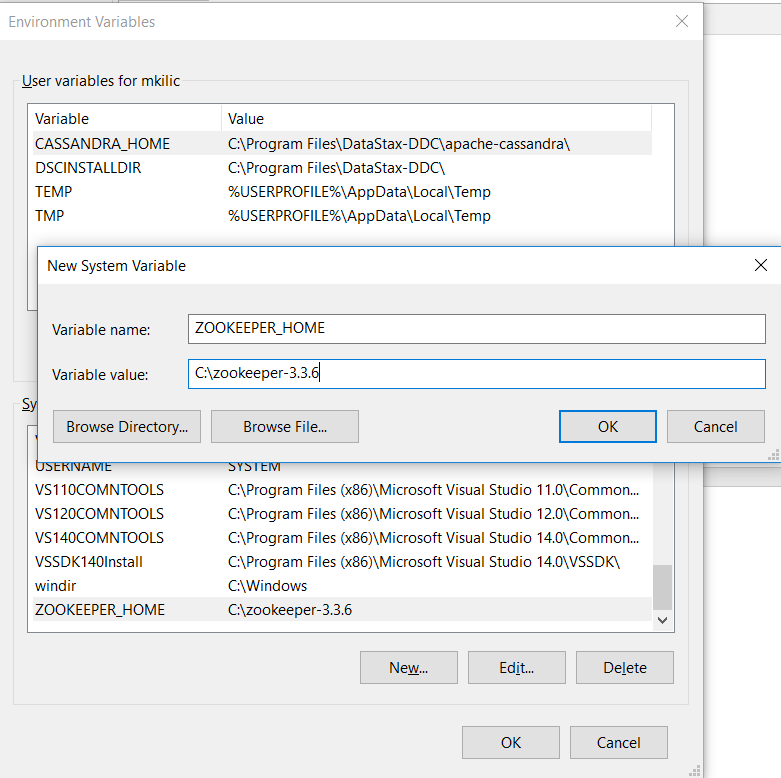 Environment Variables
User variables for mkilic
Variable Value
CASSANDRA_HOME C:\Program Files\DataStax-DDC\apache-cassandra\
DSCINSTALLDIR C:\Program Files\DataStax-DDC\
TEMP %USERPROFILE%\AppData\Local\Temp
TMP %USERPROFILE%\AppData\Local\Temp
New System Variable
Variable name: ZOOKEEPER_HOME
Variable value: C:\zookeeper-3.3.6
Browse Directory... Browse File... OK Cancel
USERNAME SYSTEM
VS110COMNTOOLS C:\Program Files (x86)\Microsoft Visual Studio 11.0\Common...
VS120COMNTOOLS C:\Program Files (x86)\Microsoft Visual Studio 12.0\Common...
VS140COMNTOOLS C:\Program Files (x86)\Microsoft Visual Studio 14.0\Common...
VSSDK140Install C:\Program Files (x86)\Microsoft Visual Studio 14.0\VSSDK\
windir C:\Windows
ZOOKEEPER_HOME C:\zookeeper-3.3.6
New... Edit... Delete
OK Cancel